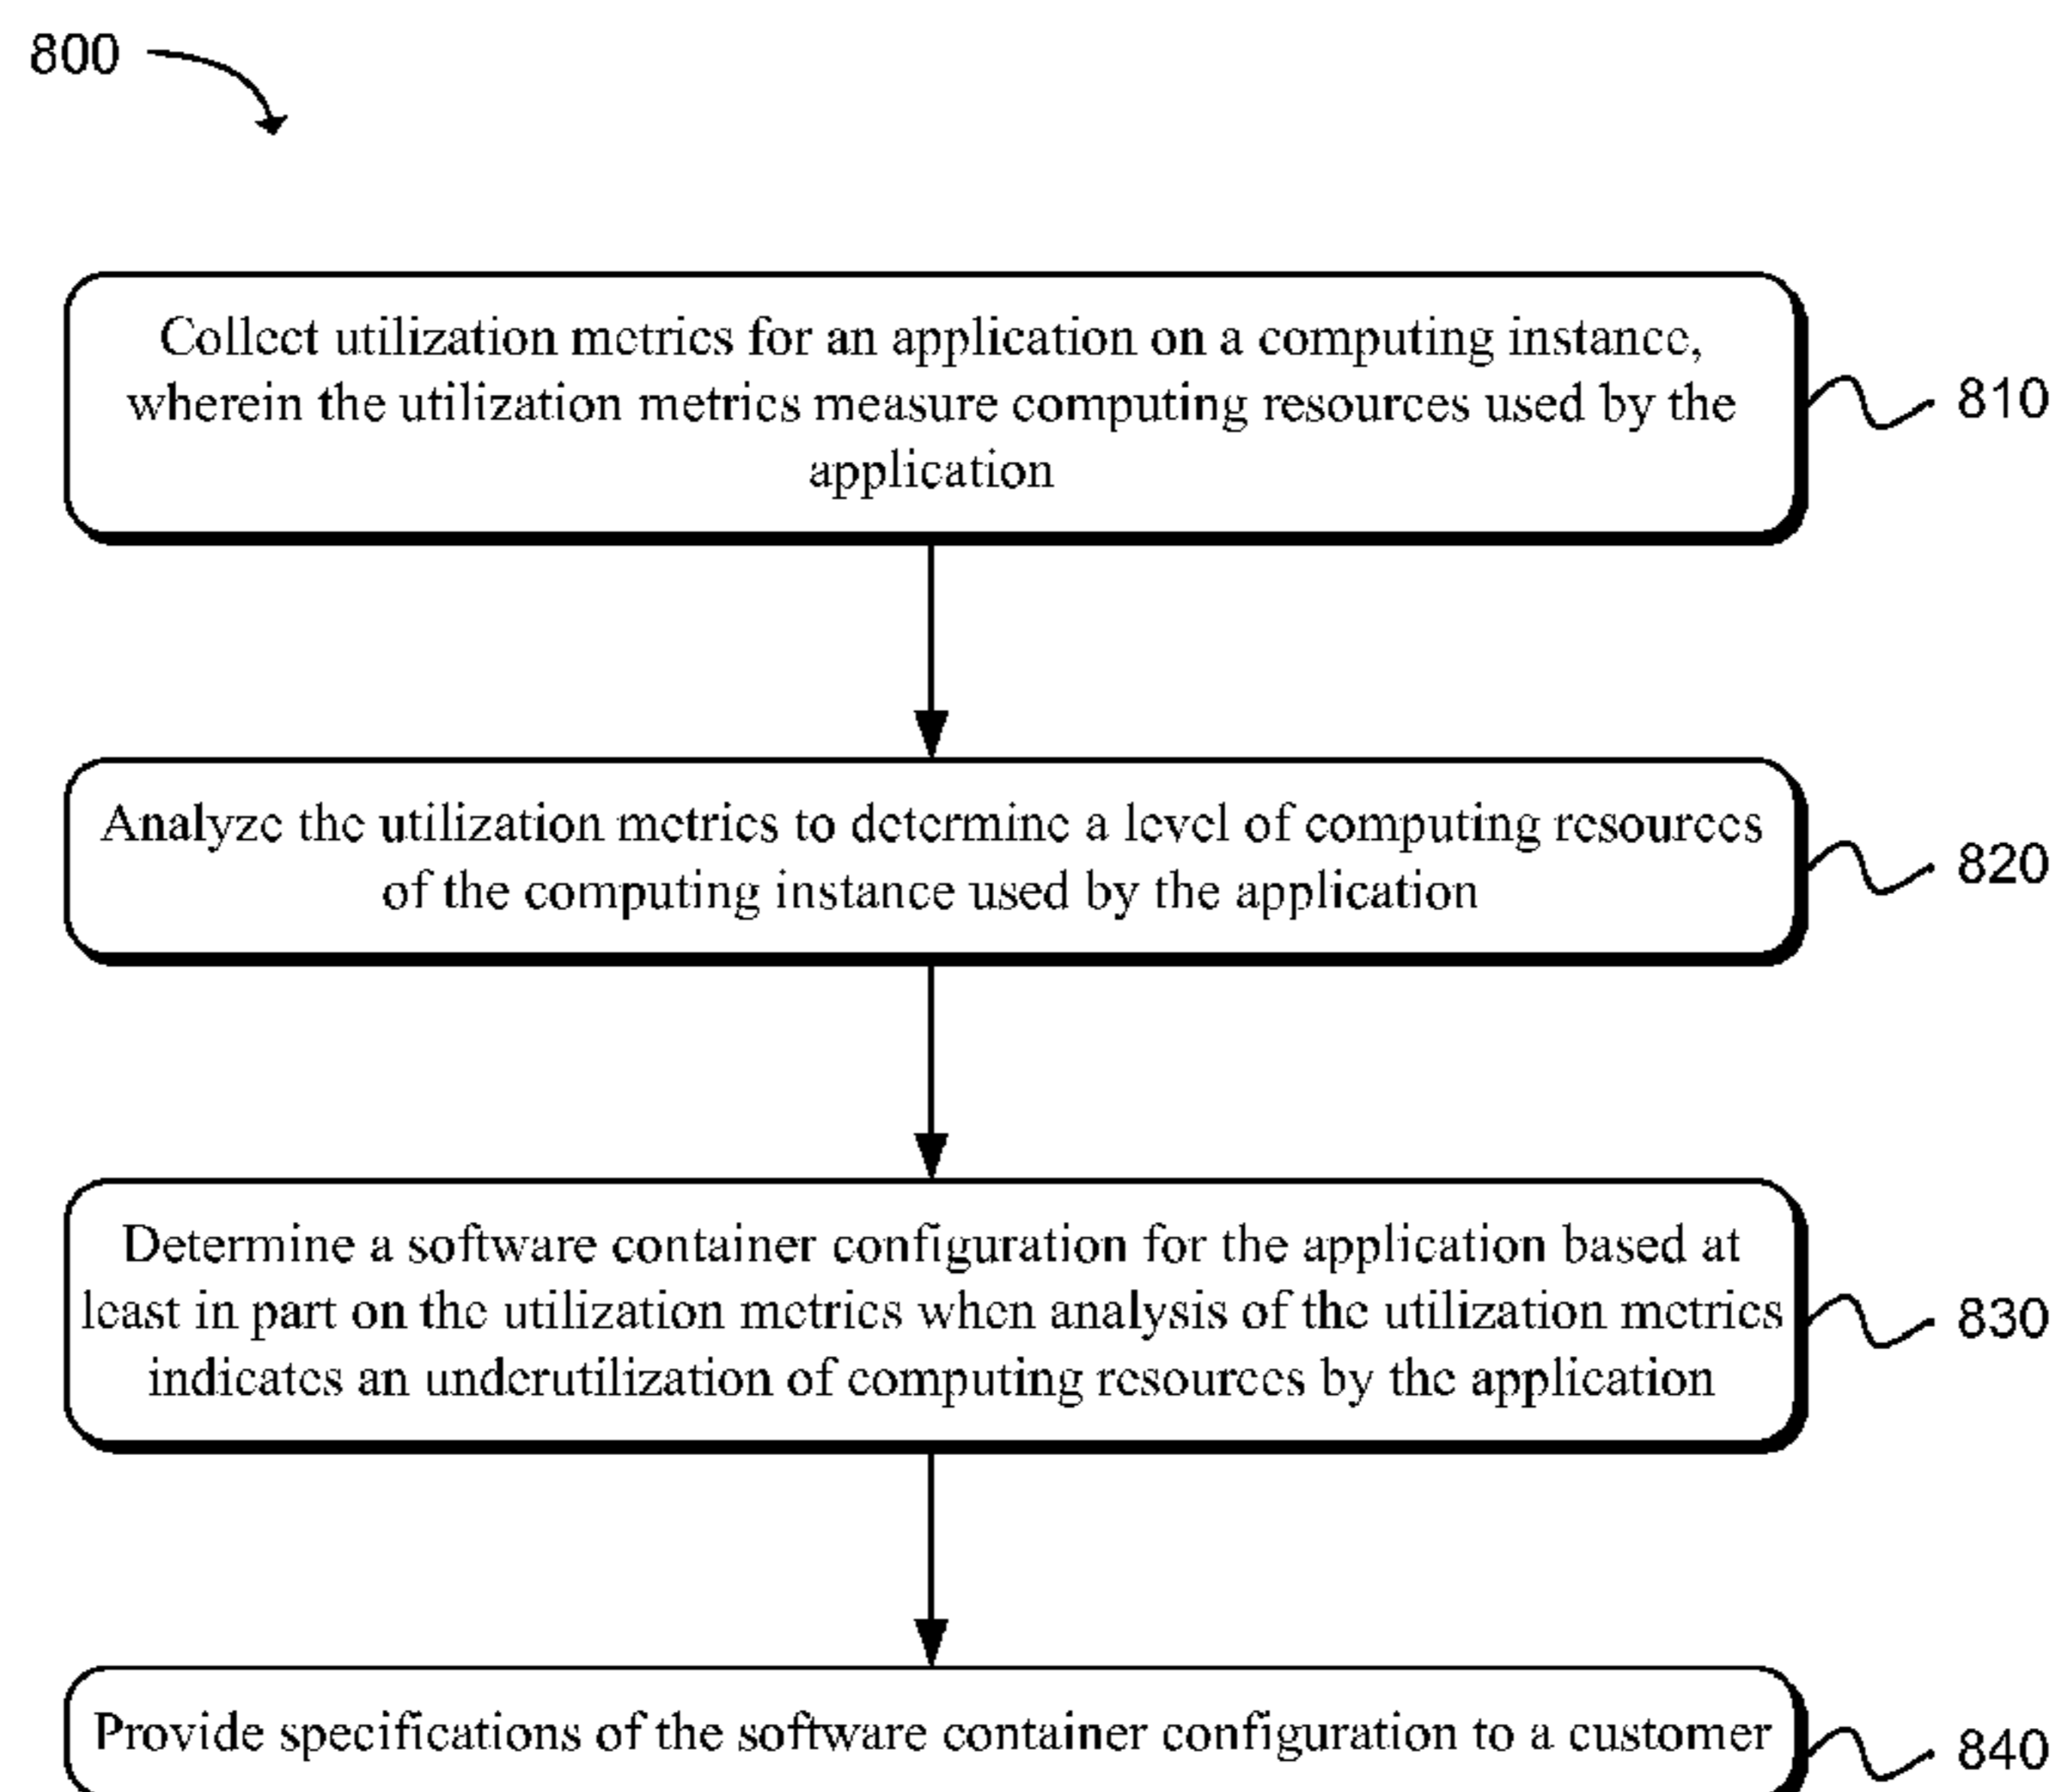 800
Collect utilization metrics for an application on a computing instance,
wherein the utilization metrics measure computing resources used by the
application
810
Analyze the utilization metrics to determine a level of computing resources
of the computing instance used by the application
820
Determine a software container configuration for the application based at
least in part on the utilization metrics when analysis of the utilization metrics
indicates an underutilization of computing resources by the application
830
Provide specifications of the software container configuration to a customer
840